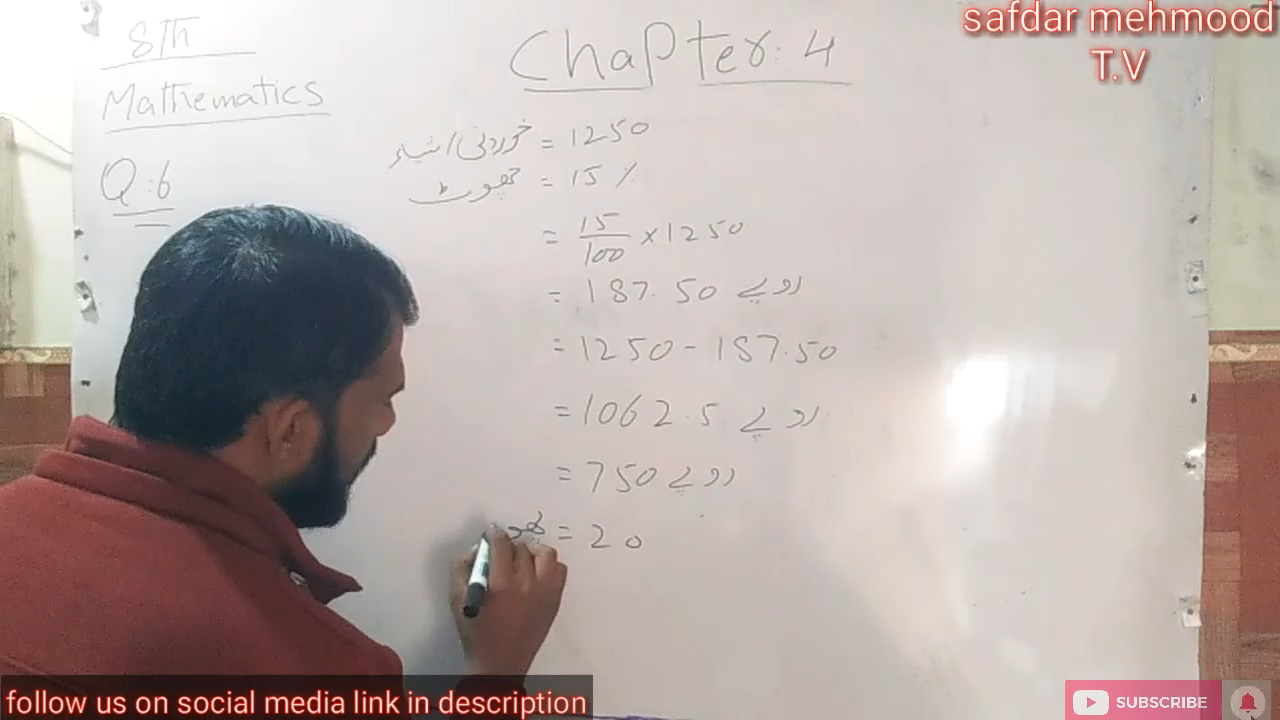 safdar mehmood
T.V
8th
Mathematics
Q:6
Chapter: 4
خوردنی اشیاء = 1250
چھوٹ = 15 %
= 15/100 × 1250
= 187.50 روپے
= 1250 - 187.50
= 1062.5 روپے
= 750 روپے
= 20
follow us on social media link in description
SUBSCRIBE